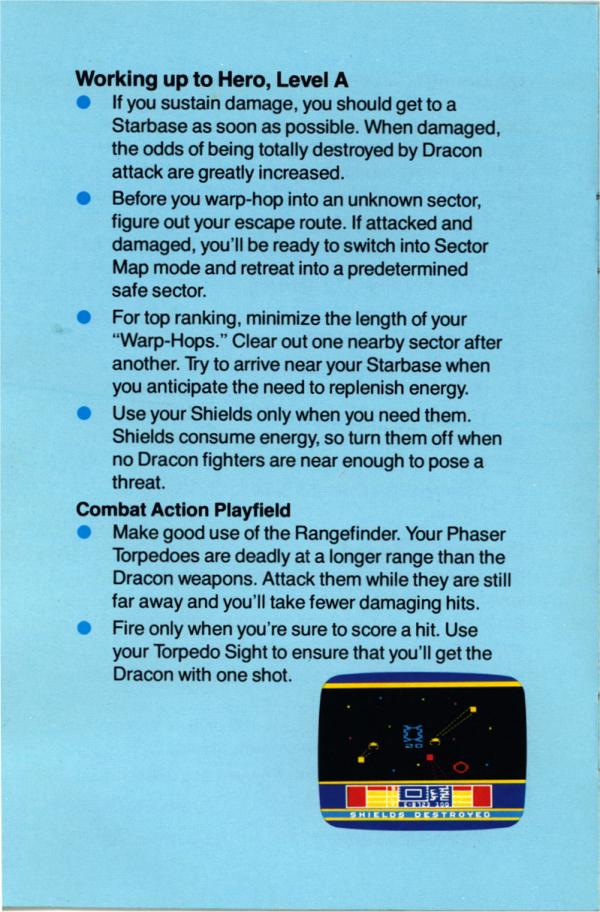 Working up to Hero, Level A
● If you sustain damage, you should get to a
Starbase as soon as possible. When damaged,
the odds of being totally destroyed by Dracon
attack are greatly increased.
● Before you warp-hop into an unknown sector,
figure out your escape route. If attacked and
damaged, you'll be ready to switch into Sector
Map mode and retreat into a predetermined
safe sector.
● For top ranking, minimize the length of your
“Warp-Hops.” Clear out one nearby sector after
another. Try to arrive near your Starbase when
you anticipate the need to replenish energy.
● Use your Shields only when you need them.
Shields consume energy, so turn them off when
no Dracon fighters are near enough to pose a
threat.
Combat Action Playfield
● Make good use of the Rangefinder. Your Phaser
Torpedoes are deadly at a longer range than the
Dracon weapons. Attack them while they are still
far away and you'll take fewer damaging hits.
● Fire only when you're sure to score a hit. Use
your Torpedo Sight to ensure that you'll get the
Dracon with one shot.
20
SHIELDS DESTROYED